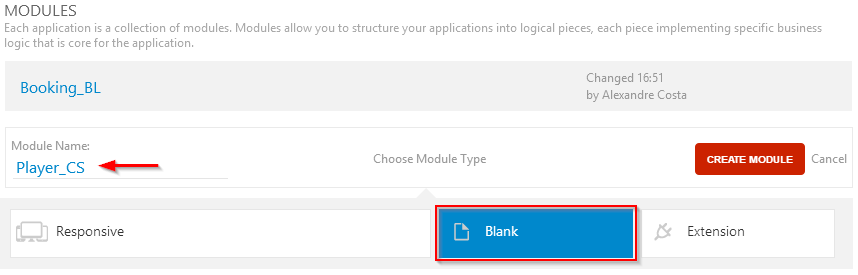 MODULES
Each application is a collection of modules. Modules allow you to structure your applications into logical pieces, each piece implementing specific business
logic that is core for the application.
Booking_BL
Changed 16:51
by Alexandre Costa
Module Name:
Player_CS
Choose Module Type
CREATE MODULE
Cancel
Responsive
Blank
Extension